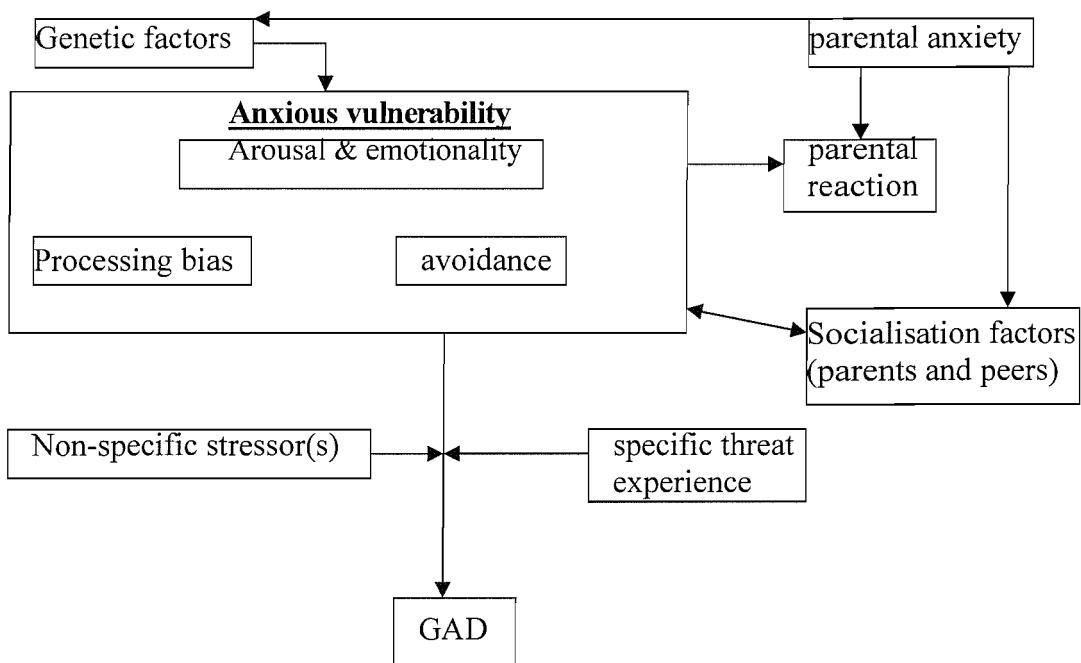 Genetic factors
parental anxiety
Anxious vulnerability
Arousal & emotionality
parental
reaction
Processing bias
avoidance
Socialisation factors
(parents and peers)
Non-specific stressor(s)
specific threat
experience
GAD